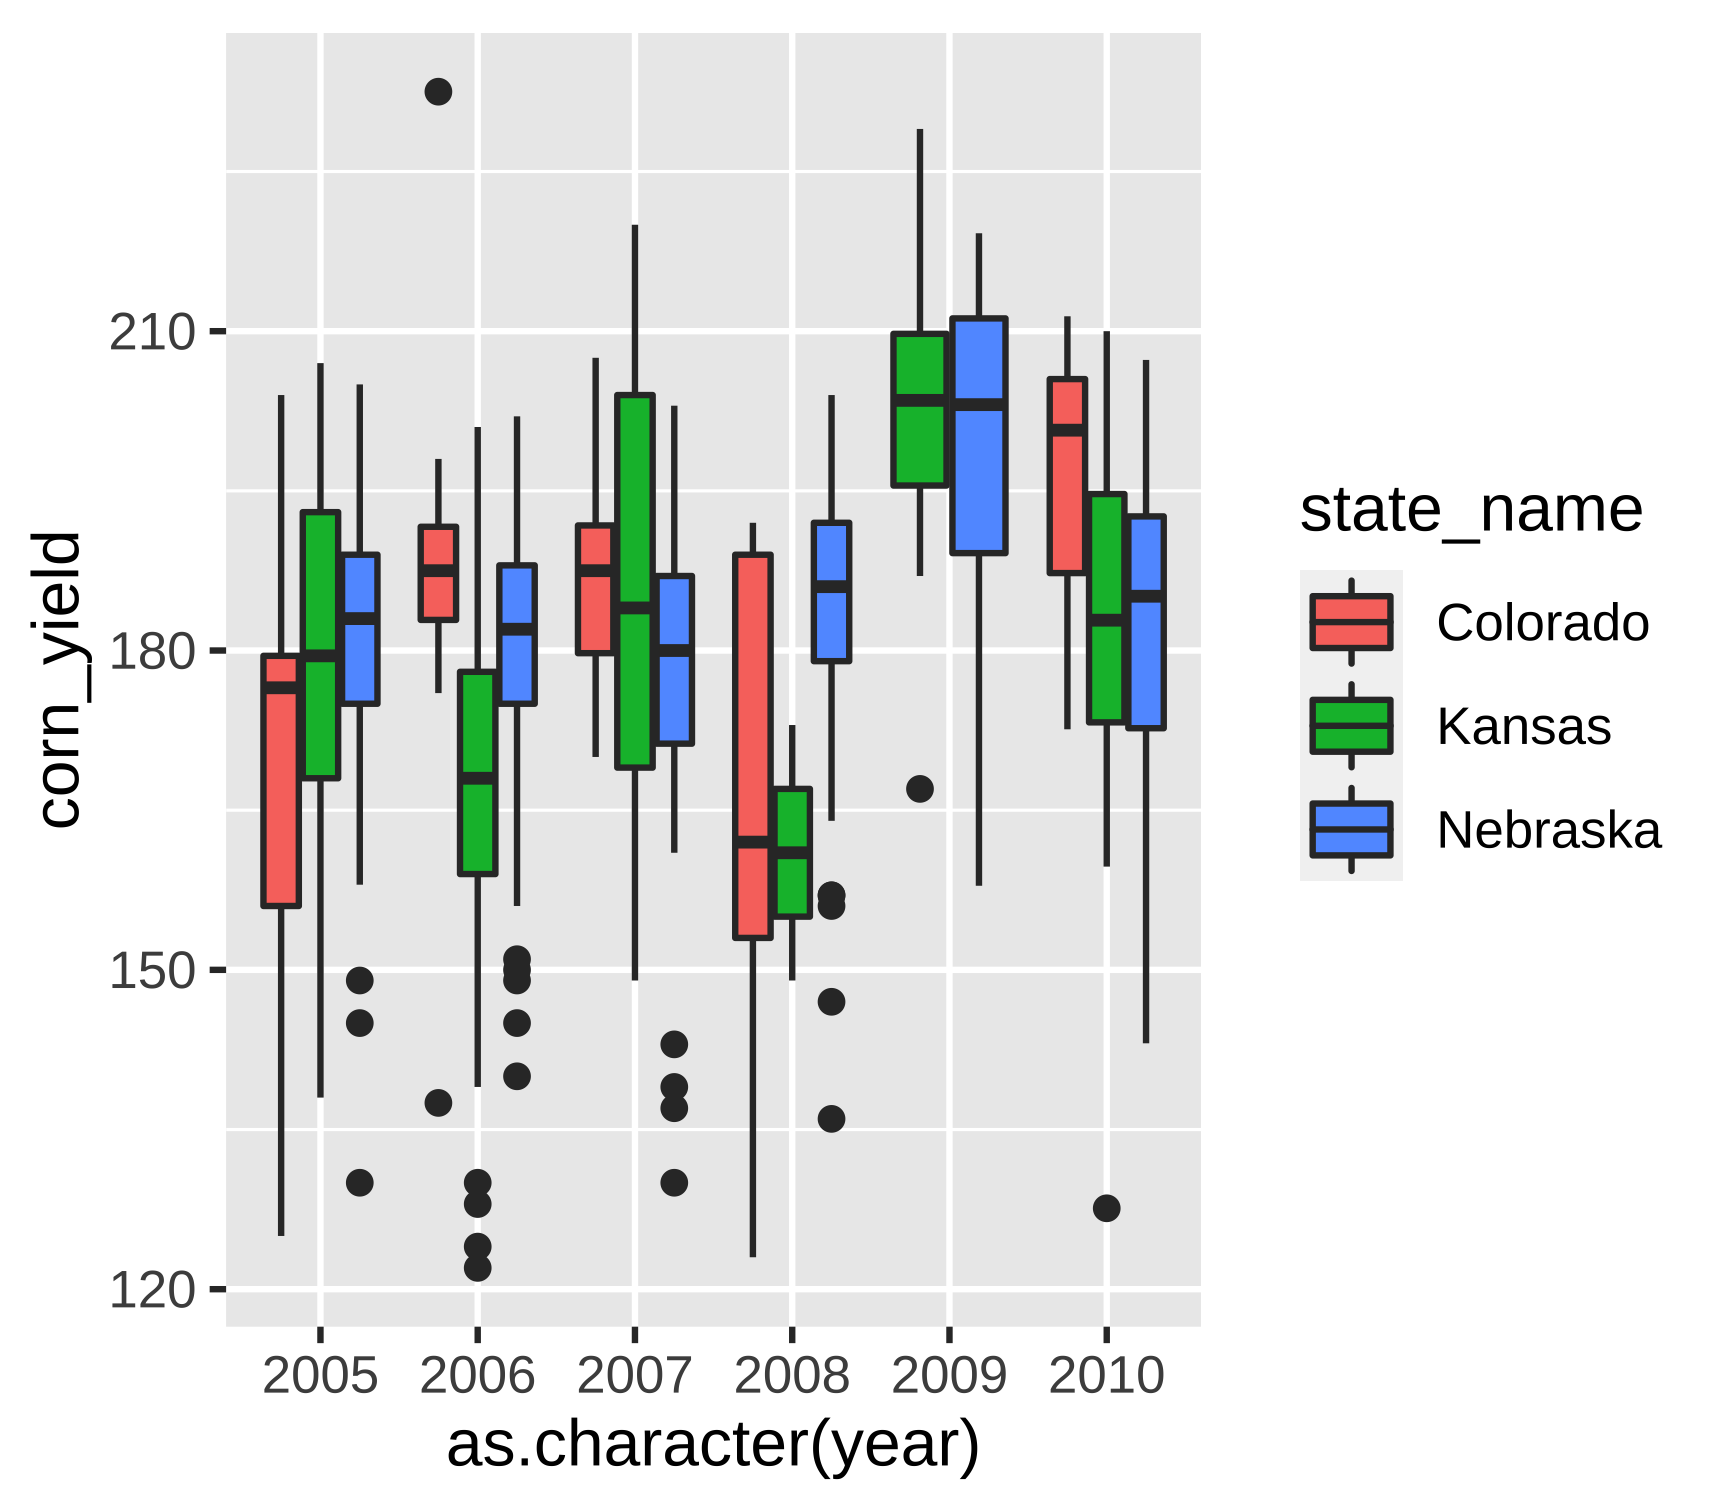 corn_yield
210
180
150
120
2005 2006 2007 2008 2009 2010
as.character(year)
state_name
Colorado
Kansas
Nebraska